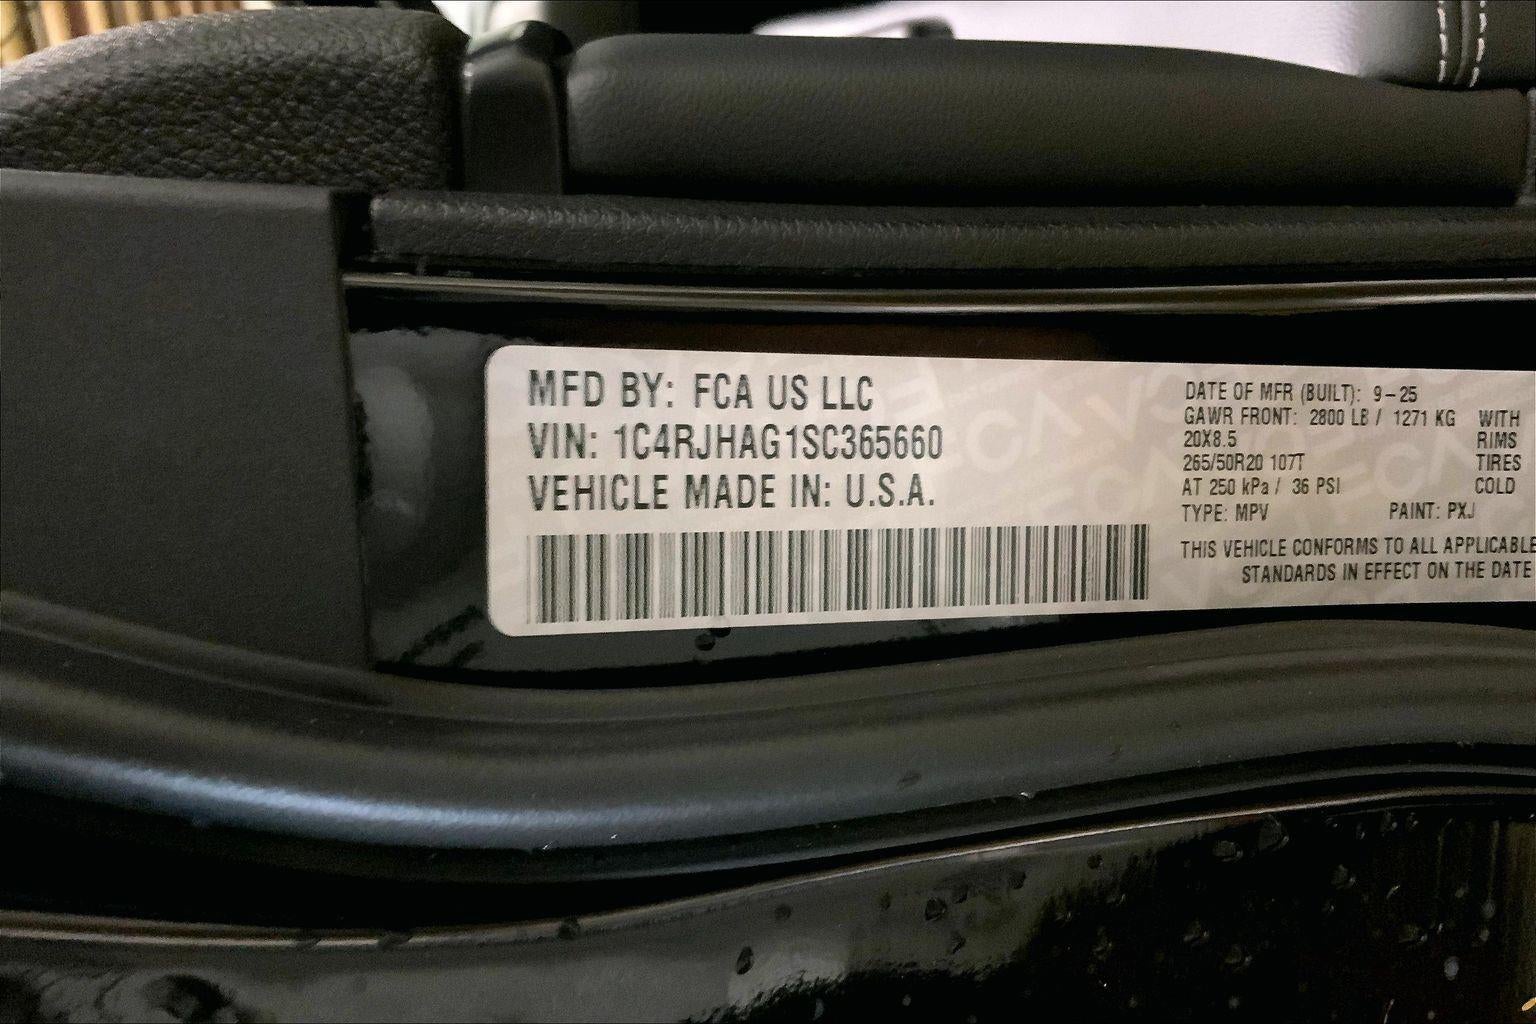 MFD BY: FCA US LLC
VIN: 1C4RJHAG1SC365660
VEHICLE MADE IN: U.S.A.
DATE OF MFR (BUILT): 9-25
GAWR FRONT: 2800 LB / 1271 KG WITH
20X8.5 RIMS
265/50R20 107T TIRES
AT 250 kPa / 36 PSI COLD
TYPE: MPV PAINT: PXJ
THIS VEHICLE CONFORMS TO ALL APPLICABLE
STANDARDS IN EFFECT ON THE DATE